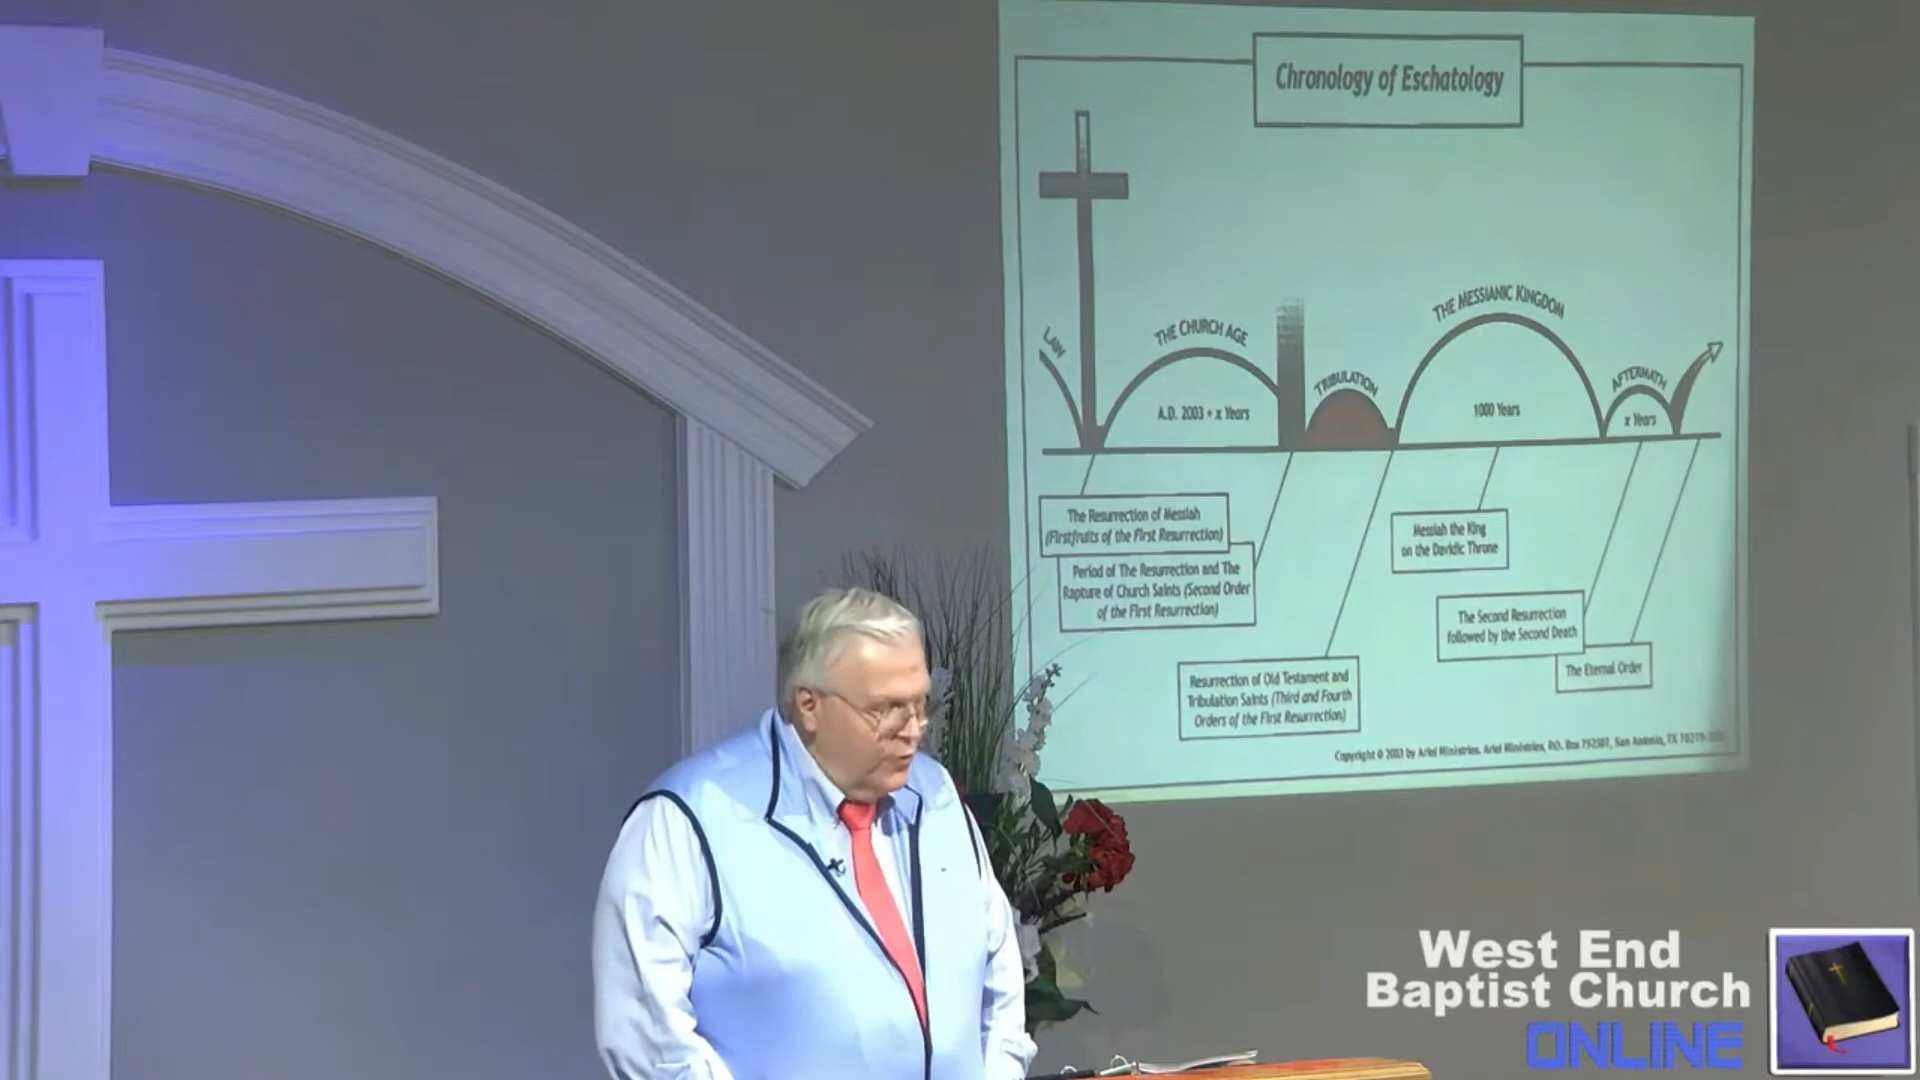 Chronology of Eschatology
LAW
THE CHURCH AGE
A.D. 2003 + x Years
TRIBULATION
THE MESSIANIC KINGDOM
1000 Years
AFTERMATH
x Years
The Resurrection of Messiah
(Firstfruits of the First Resurrection)
Period of The Resurrection and The
Rapture of Church Saints (Second Order
of the First Resurrection)
Resurrection of Old Testament and
Tribulation Saints (Third and Fourth
Orders of the First Resurrection)
Messiah the King
on the Davidic Throne
The Second Resurrection
followed by the Second Death
The Eternal Order
Copyright © 2003 by Ariel Ministries. Ariel Ministries, P.O. Box 792507, San Antonio, TX
West End
Baptist Church
ONLINE